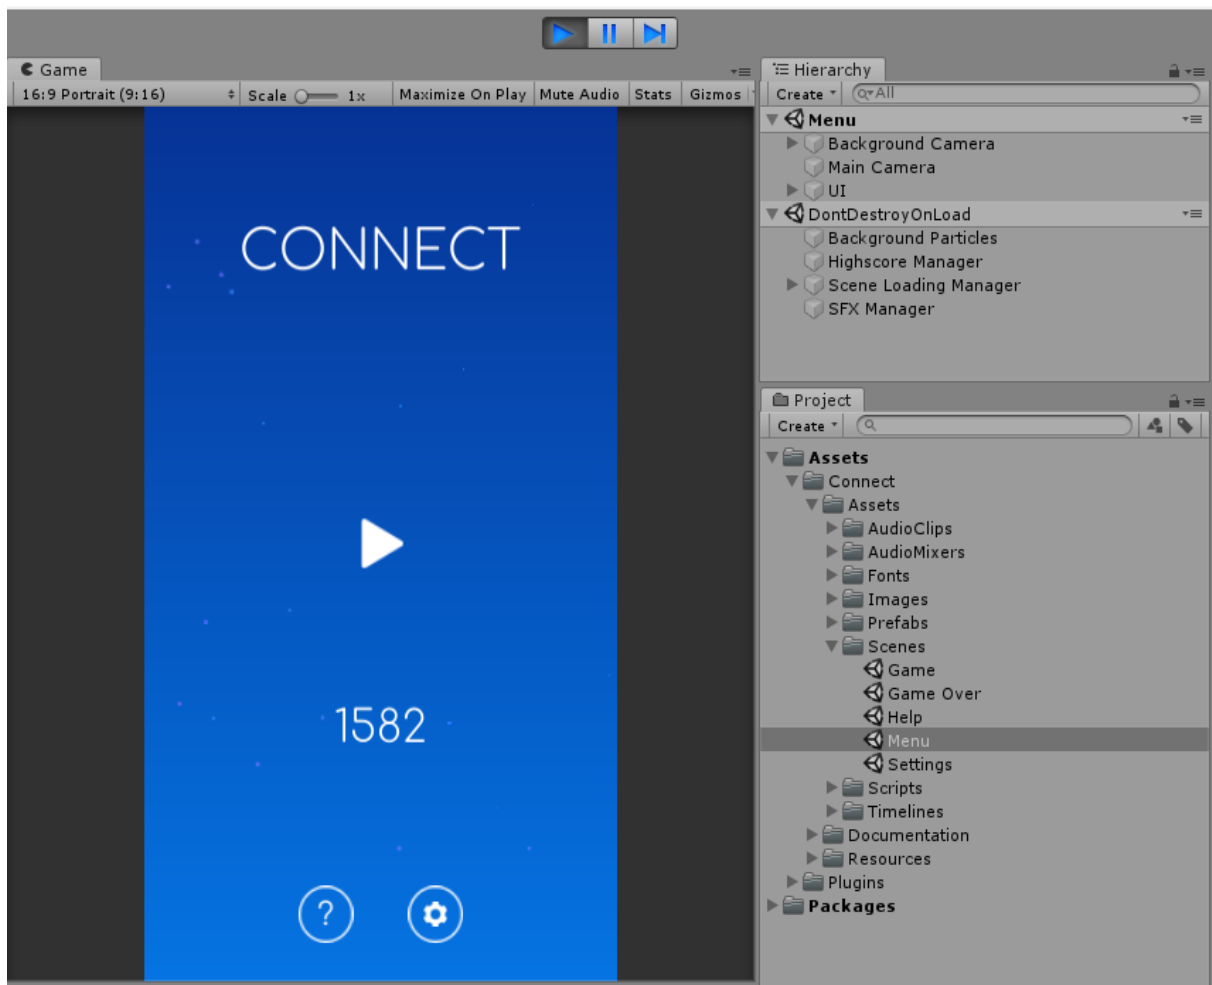 Game
16:9 Portrait (9:16) Scale 1x Maximize On Play Mute Audio Stats Gizmos
CONNECT
1582
?
Hierarchy
Create All
Menu
Background Camera
Main Camera
UI
DontDestroyOnLoad
Background Particles
Highscore Manager
Scene Loading Manager
SFX Manager
Project
Create
Assets
Connect
Assets
AudioClips
AudioMixers
Fonts
Images
Prefabs
Scenes
Game
Game Over
Help
Menu
Settings
Scripts
Timelines
Documentation
Resources
Plugins
Packages